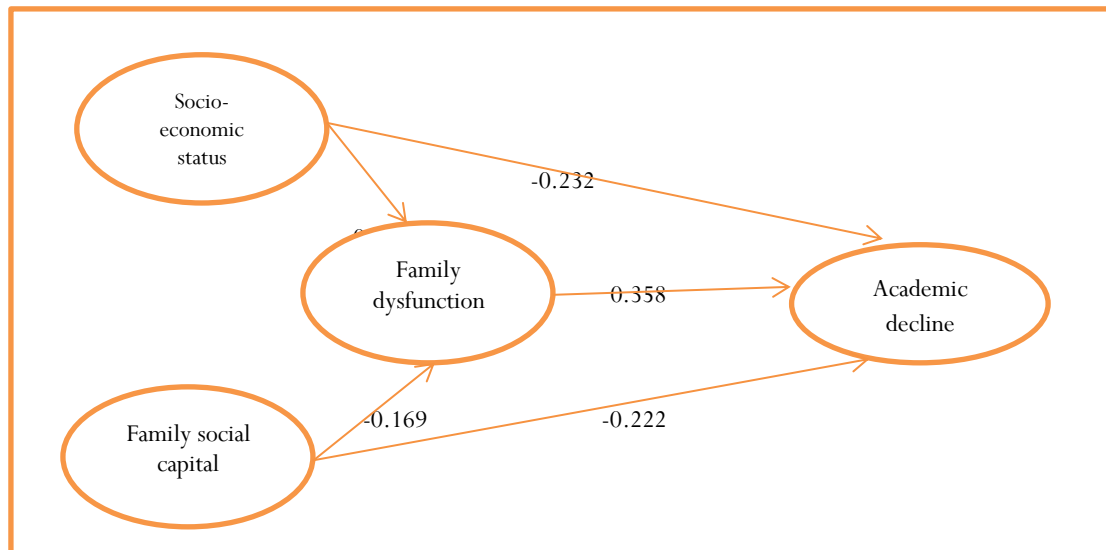 Socio-
economic
status
-0.232
Family
dysfunction
0.358
Academic
decline
-0.169
-0.222
Family social
capital